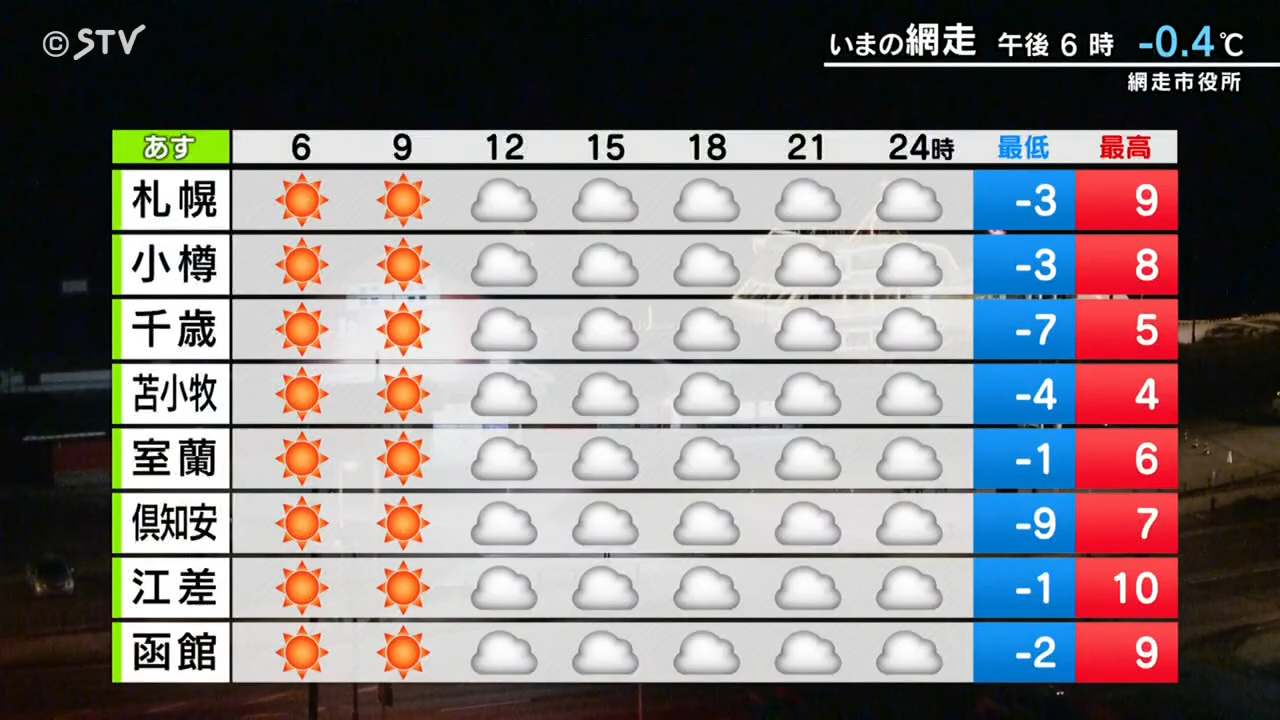 © STV
いまの網走 午後6時 -0.4℃
網走市役所
あす 6 9 12 15 18 21 24時 最低 最高
札幌 -3 9
小樽 -3 8
千歳 -7 5
苫小牧 -4 4
室蘭 -1 6
倶知安 -9 7
江差 -1 10
函館 -2 9